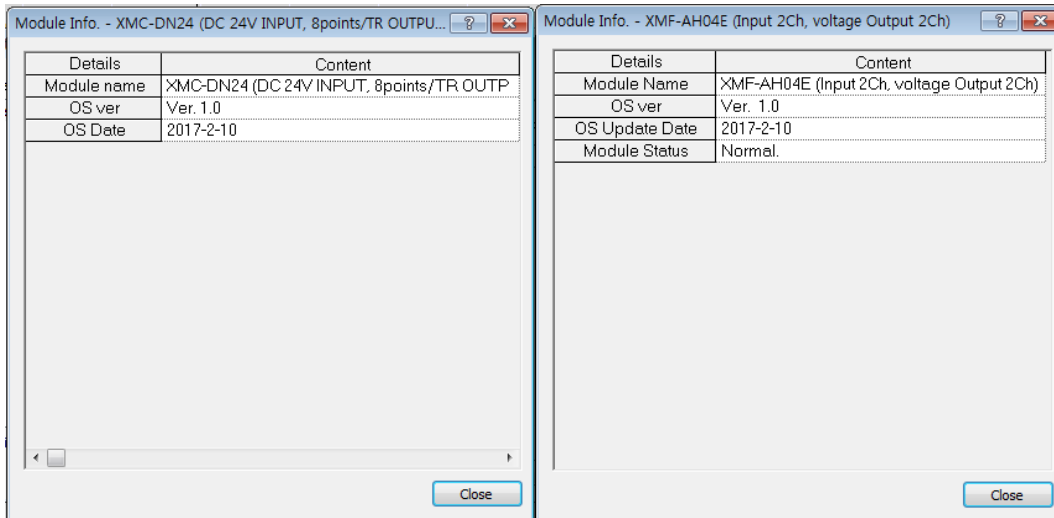 Module Info. - XMC-DN24 (DC 24V INPUT, 8points/TR OUTPU...
Details Content
Module name XMC-DN24 (DC 24V INPUT, 8points/TR OUTP
OS ver Ver. 1.0
OS Date 2017-2-10
Close
Module Info. - XMF-AH04E (Input 2Ch, voltage Output 2Ch)
Details Content
Module Name XMF-AH04E (Input 2Ch, voltage Output 2Ch)
OS ver Ver. 1.0
OS Update Date 2017-2-10
Module Status Normal.
Close